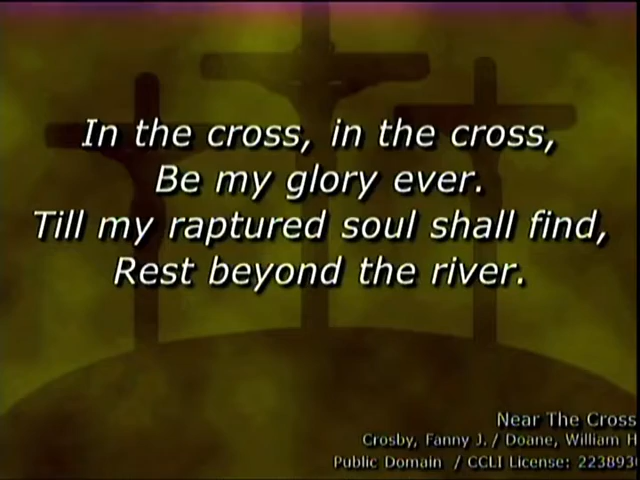 In the cross, in the cross,
Be my glory ever.
Till my raptured soul shall find,
Rest beyond the river.
Near The Cross
Crosby, Fanny J. / Doane, William H
Public Domain / CCLI License: 223893